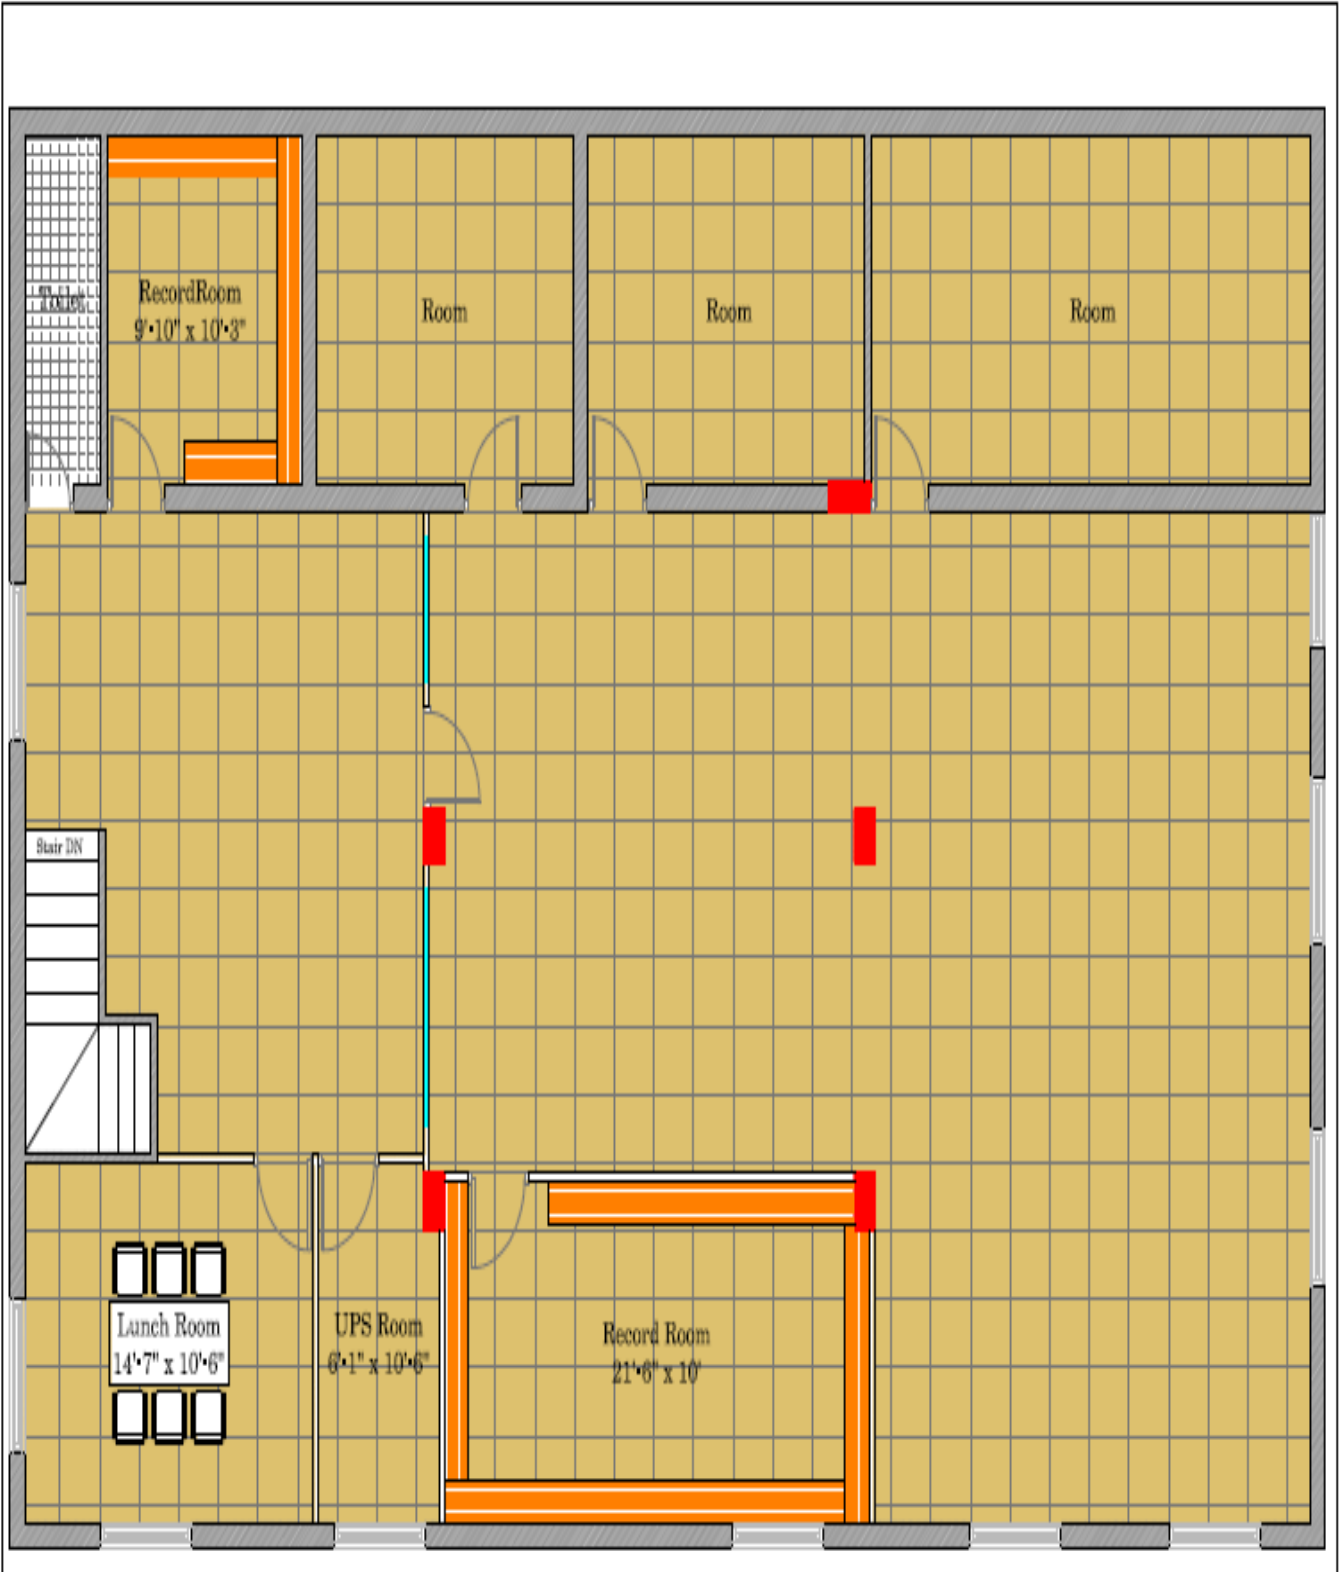 Toilet
RecordRoom
9'•10" x 10'•3"
Room
Room
Room
Stair DN
Lunch Room
14'•7" x 10'•6"
UPS Room
6'•1" x 10'•6"
Record Room
21'•6" x 10'